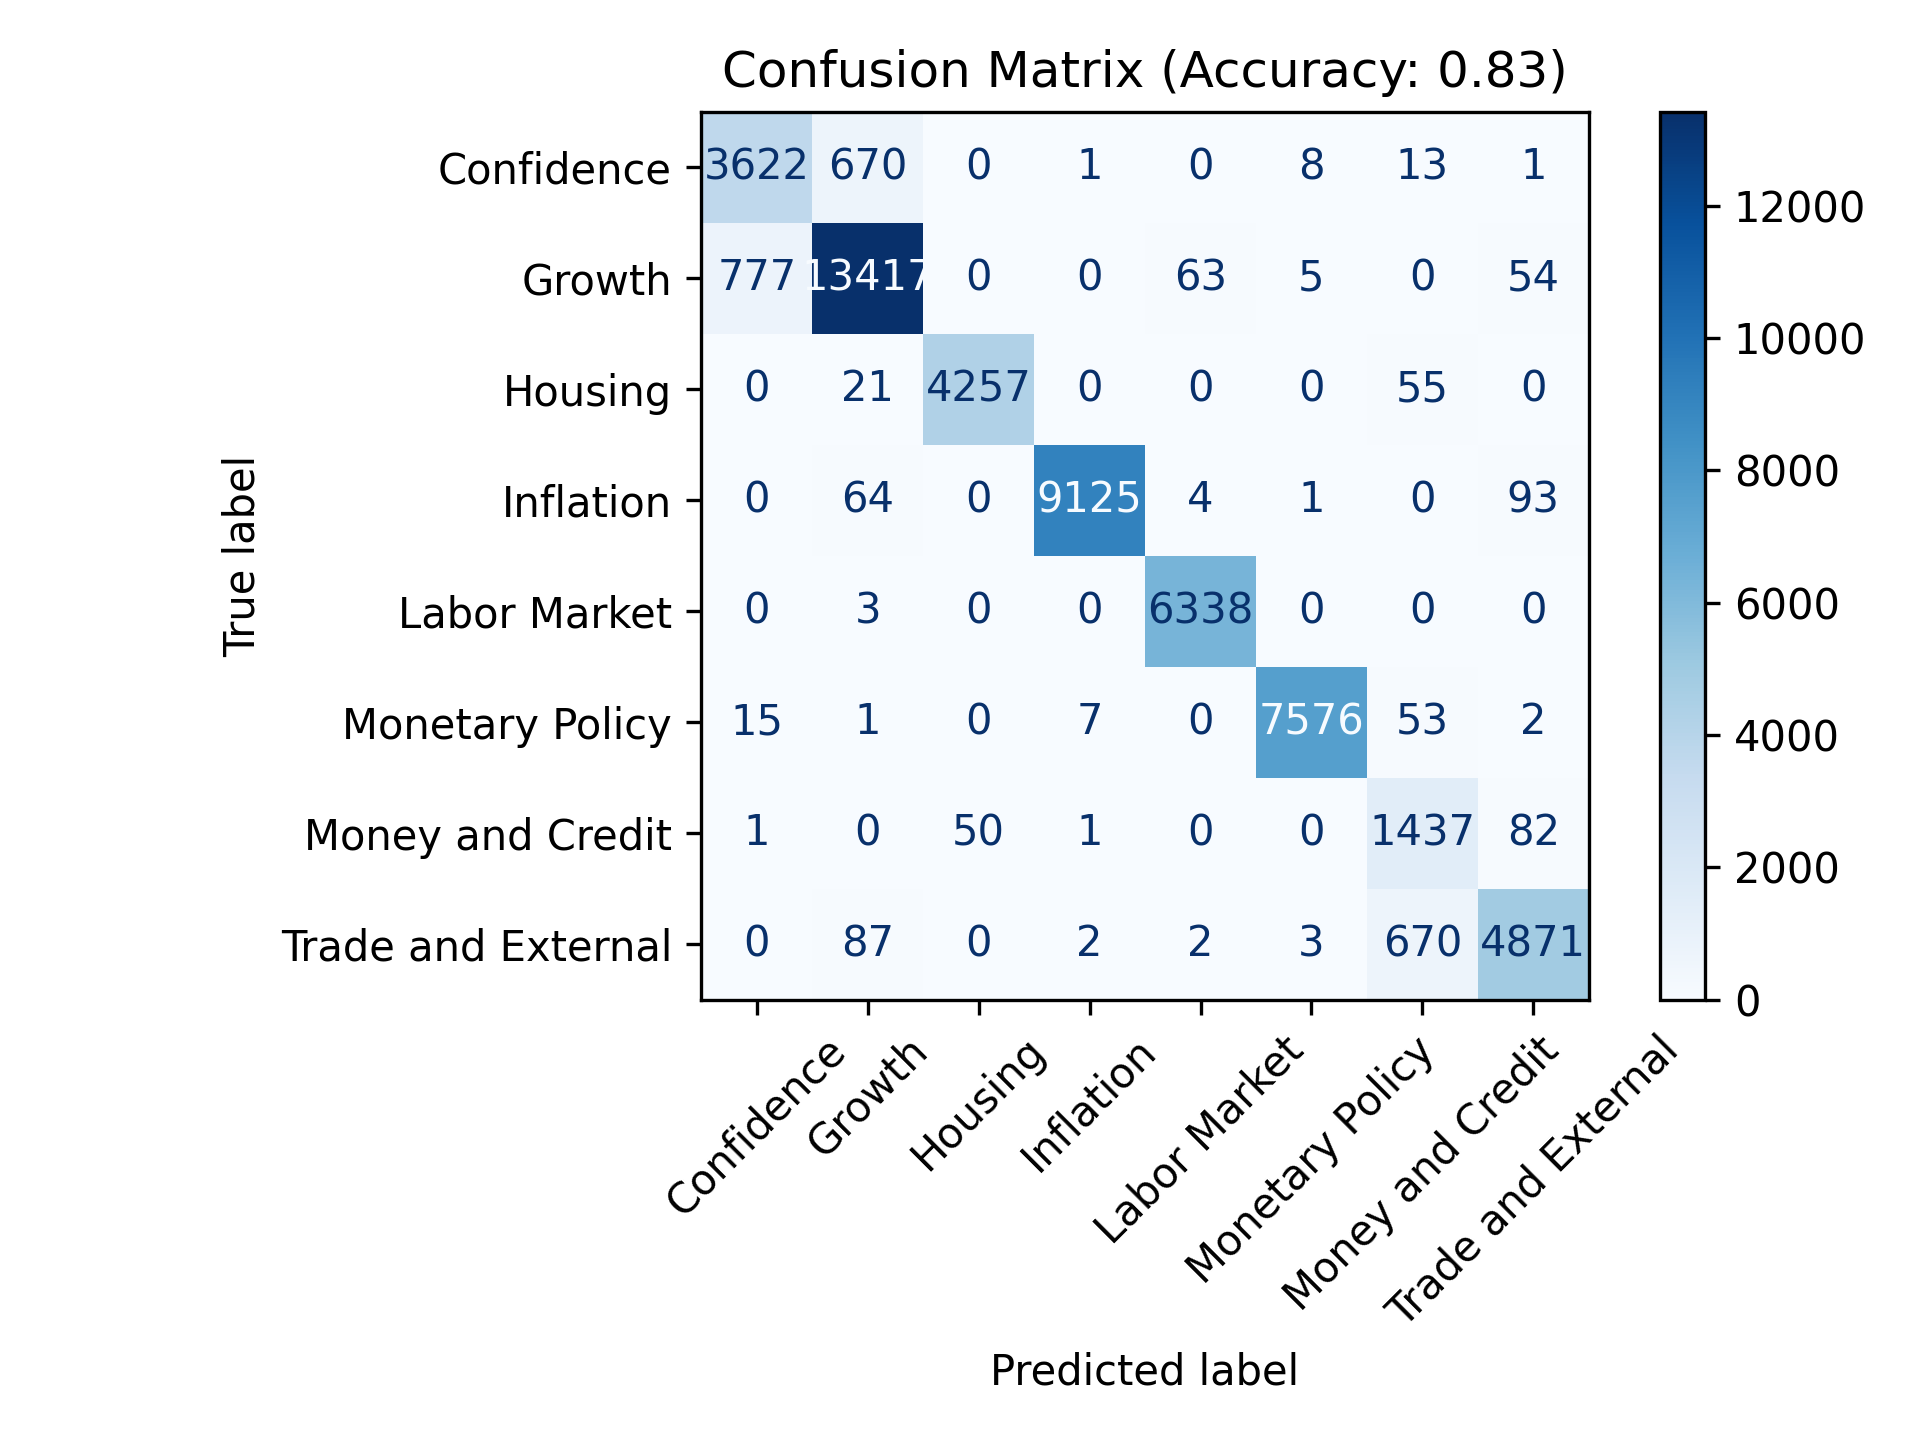 Confusion Matrix (Accuracy: 0.83)
Confidence 3622 670 0 1 0 8 13 1
Growth 777 13417 0 0 63 5 0 54
Housing 0 21 4257 0 0 0 55 0
Inflation 0 64 0 9125 4 1 0 93
Labor Market 0 3 0 0 6338 0 0 0
Monetary Policy 15 1 0 7 0 7576 53 2
Money and Credit 1 0 50 1 0 0 1437 82
Trade and External 0 87 0 2 2 3 670 4871
True label
Confidence
Growth
Housing
Inflation
Labor Market
Monetary Policy
Money and Credit
Trade and External
Predicted label
12000
10000
8000
6000
4000
2000
0